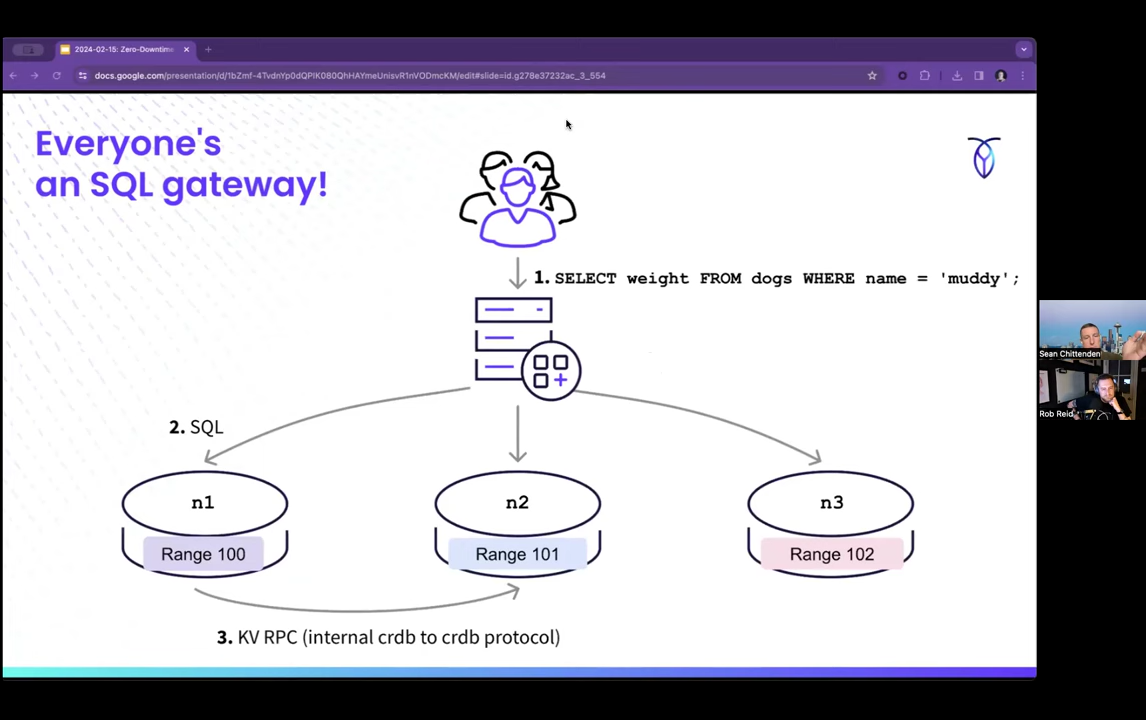 2024-02-15: Zero-Downtim
docs.google.com/presentation/d/1bZmf-4TvdnYp0dQPIK080QhHAYmeUnisvR1nVODmcKM/edit#slide=id.g278e37232ac_3_554
Everyone's
an SQL gateway!
1. SELECT weight FROM dogs WHERE name = 'muddy';
Sean Chittenden
Rob Reid
2. SQL
n1
n2
n3
Range 100
Range 101
Range 102
3. KV RPC (internal crdb to crdb protocol)